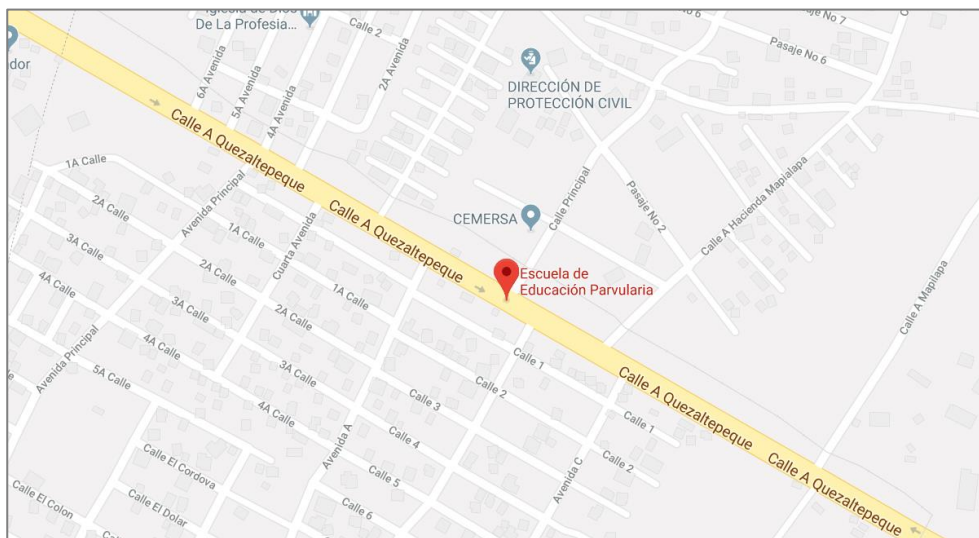 Iglesia de Dios
De La Profesia...
Calle 2
Pasaje No 7
Pasaje No 6
dor
6A Avenida
5A Avenida
4A Avenida
2A Avenida
DIRECCIÓN DE
PROTECCIÓN CIVIL
Calle A Quezaltepeque
1A Calle
2A Calle
3A Calle
4A Calle
Avenida Principal
1A Calle
Cuarta Avenida
Calle A Quezaltepeque
CEMERSA
Calle Principal
Pasaje No 2
Calle A Hacienda Mapialapa
Escuela de
Educación Parvularia
Calle A Mapilapa
2A Calle
3A Calle
1A Calle
2A Calle
4A Calle
Avenida Principal
5A Calle
3A Calle
4A Calle
Calle 1
Calle 2
Calle 3
Calle 4
Calle 5
Calle 6
Avenida A
Avenida C
Calle 1
Calle 2
Calle A Quezaltepeque
Calle A Quezaltepeque
Calle El Cordova
Calle El Dolar
Calle El Colon